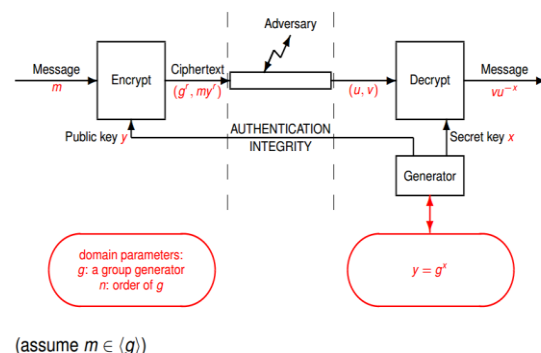 Adversary
Message
m
Encrypt
Ciphertext
(g^r, my^r)
(u, v)
Decrypt
Message
vu^{-x}
Public key y
AUTHENTICATION
INTEGRITY
Secret key x
Generator
domain parameters:
g: a group generator
n: order of g
y = g^x
(assume m ∈ ⟨g⟩)